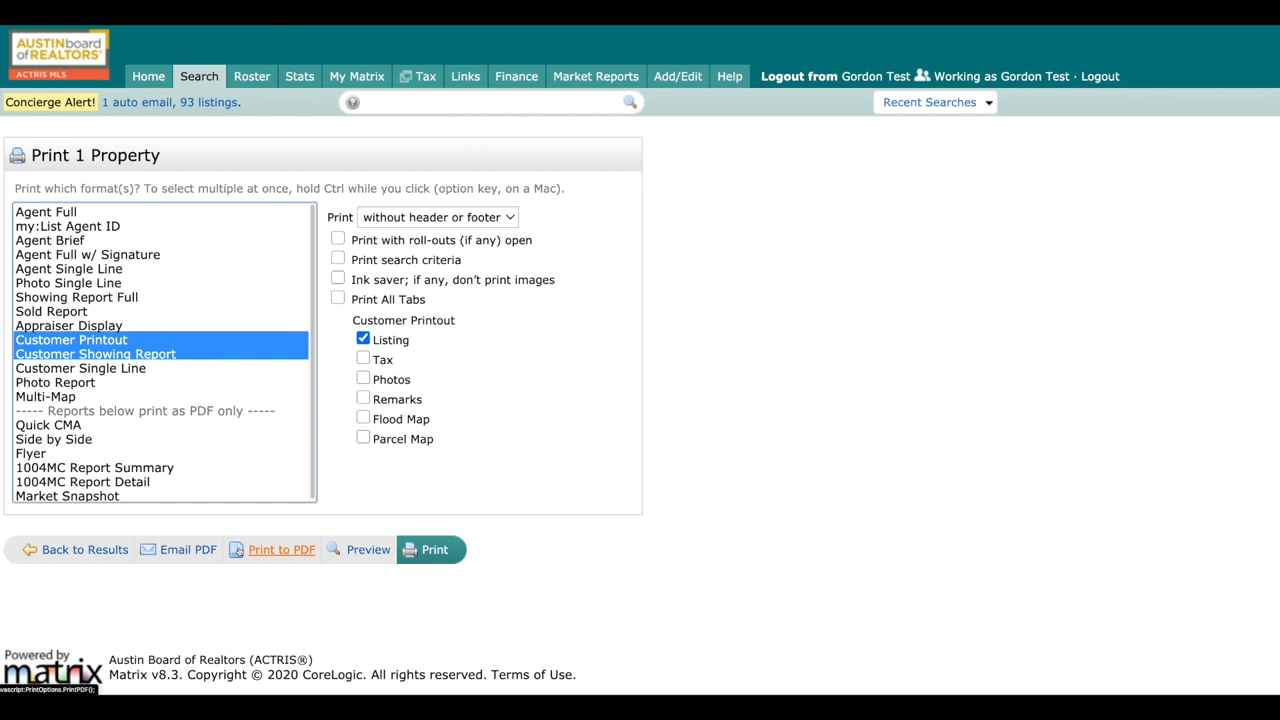 AUSTINboard
of REALTORS®
ACTRIS MLS
Home Search Roster Stats My Matrix Tax Links Finance Market Reports Add/Edit Help Logout from Gordon Test Working as Gordon Test · Logout
Concierge Alert! 1 auto email, 93 listings.
Recent Searches
Print 1 Property
Print which format(s)? To select multiple at once, hold Ctrl while you click (option key, on a Mac).
Agent Full
my:List Agent ID
Agent Brief
Agent Full w/ Signature
Agent Single Line
Photo Single Line
Showing Report Full
Sold Report
Appraiser Display
Customer Printout
Customer Showing Report
Customer Single Line
Photo Report
Multi-Map
----- Reports below print as PDF only -----
Quick CMA
Side by Side
Flyer
1004MC Report Summary
1004MC Report Detail
Market Snapshot
Print without header or footer
Print with roll-outs (if any) open
Print search criteria
Ink saver; if any, don't print images
Print All Tabs
Customer Printout
Listing
Tax
Photos
Remarks
Flood Map
Parcel Map
Back to Results Email PDF Print to PDF Preview Print
Powered by
matrix
Austin Board of Realtors (ACTRIS®)
Matrix v8.3. Copyright © 2020 CoreLogic. All rights reserved. Terms of Use.
vascript:PrintOptions.PrintPDF();